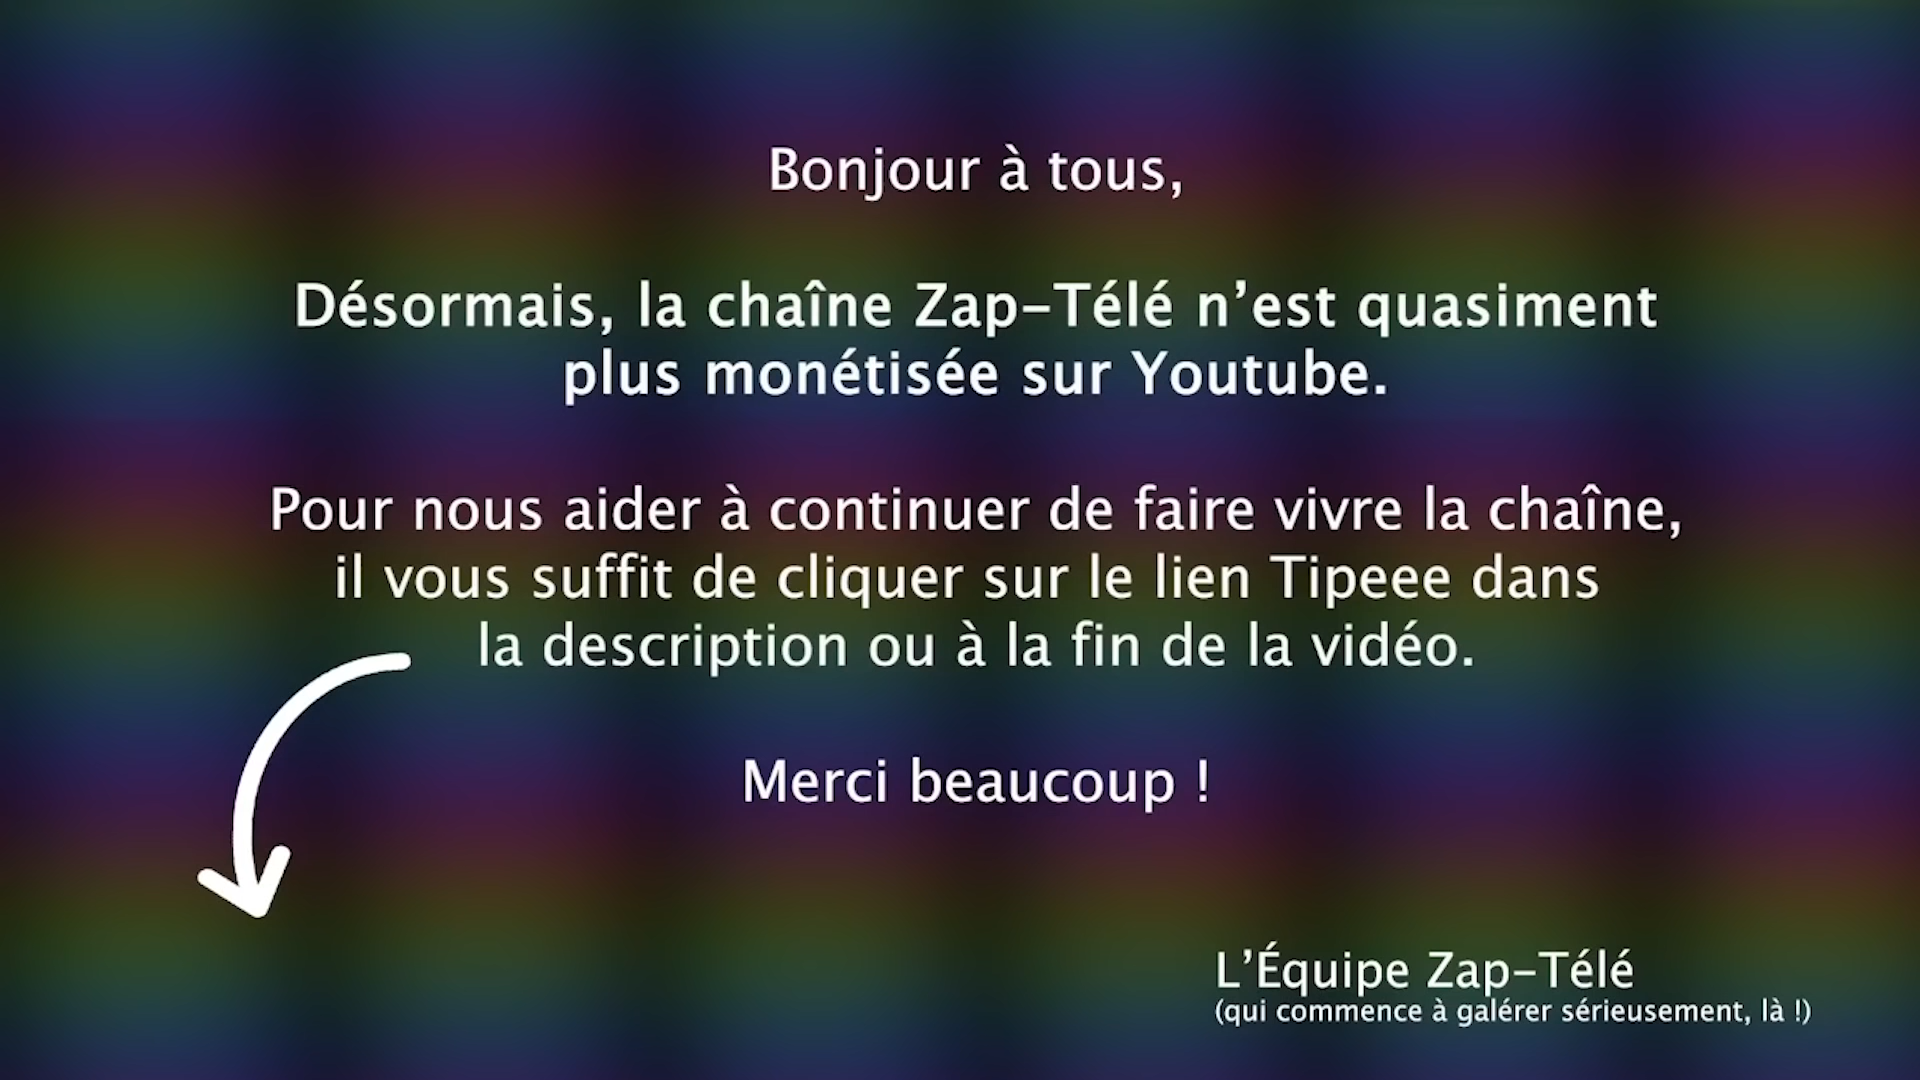 Bonjour à tous,
Désormais, la chaîne Zap-Télé n’est quasiment
plus monétisée sur Youtube.
Pour nous aider à continuer de faire vivre la chaîne,
il vous suffit de cliquer sur le lien Tipeee dans
la description ou à la fin de la vidéo.
Merci beaucoup !
L’Équipe Zap-Télé
(qui commence à galérer sérieusement, là !)